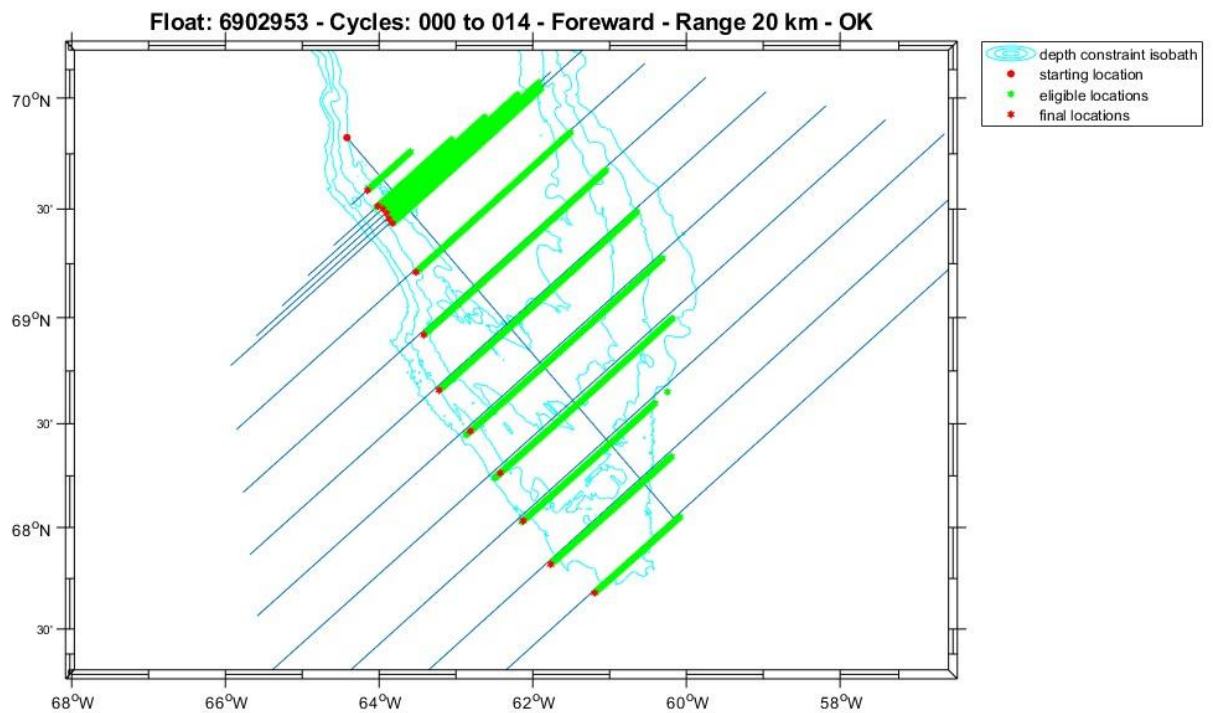 Float: 6902953 - Cycles: 000 to 014 - Foreward - Range 20 km - OK
depth constraint isobath
starting location
eligible locations
final locations
70°N
30'
69°N
30'
68°N
30'
68°W
66°W
64°W
62°W
60°W
58°W